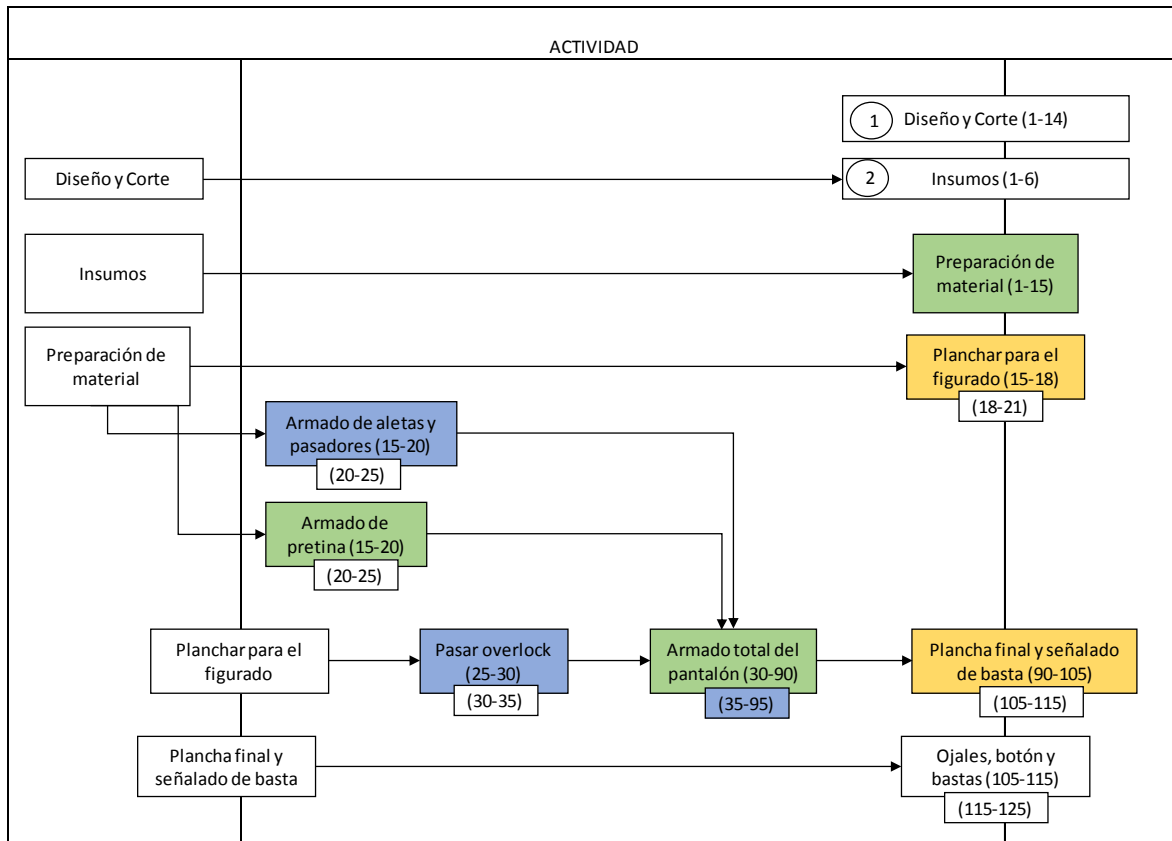 ACTIVIDAD
1
Diseño y Corte (1-14)
Diseño y Corte
2
Insumos (1-6)
Insumos
Preparación de
material (1-15)
Preparación de
material
Planchar para el
figurado (15-18)
(18-21)
Armado de aletas y
pasadores (15-20)
(20-25)
Armado de
pretina (15-20)
(20-25)
Planchar para el
figurado
Pasar overlock
(25-30)
(30-35)
Armado total del
pantalón (30-90)
(35-95)
Plancha final y señalado
de basta (90-105)
(105-115)
Plancha final y
señalado de basta
Ojales, botón y
bastas (105-115)
(115-125)